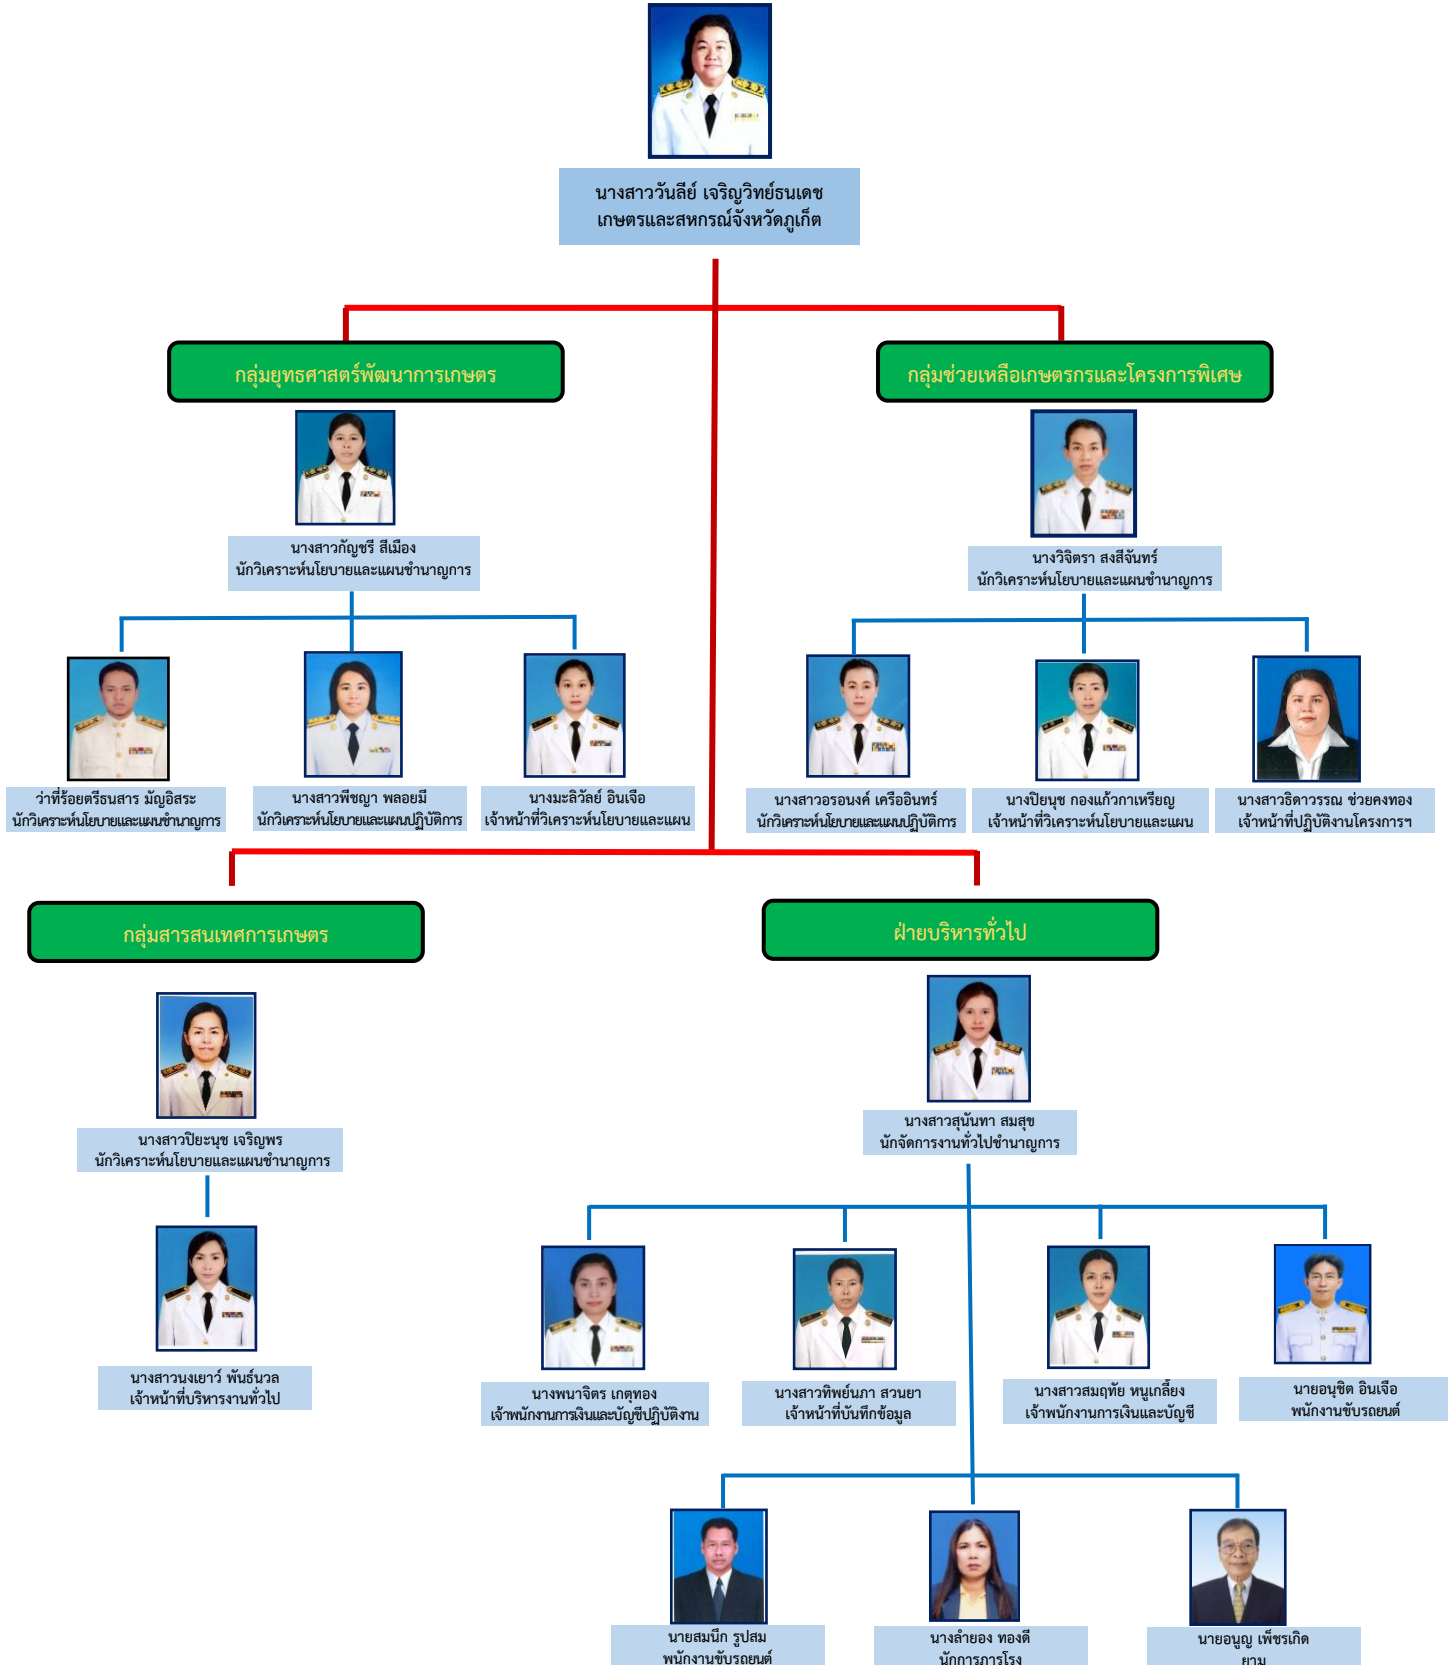 นางสาววันลีย์ เจริญวิทย์ธนเดช
เกษตรและสหกรณ์จังหวัดภูเก็ต
กลุ่มยุทธศาสตร์พัฒนาการเกษตร
กลุ่มช่วยเหลือเกษตรกรและโครงการพิเศษ
นางสาวกัญชรี สีเมือง
นักวิเคราะห์นโยบายและแผนชำนาญการ
นางวิจิตรา สงสีจันทร์
นักวิเคราะห์นโยบายและแผนชำนาญการ
ว่าที่ร้อยตรีธนสาร มัญอิสระ
นักวิเคราะห์นโยบายและแผนชำนาญการ
นางสาวพีชญา พลอยมี
นักวิเคราะห์นโยบายและแผนปฏิบัติการ
นางมะลิวัลย์ อินเจือ
เจ้าหน้าที่วิเคราะห์นโยบายและแผน
นางสาวอรอนงค์ เครืออินทร์
นักวิเคราะห์นโยบายและแผนปฏิบัติการ
นางปิยนุช กองแก้วกาเหรียญ
เจ้าหน้าที่วิเคราะห์นโยบายและแผน
นางสาวธิดาวรรณ ช่วยคงทอง
เจ้าหน้าที่ปฏิบัติงานโครงการฯ
กลุ่มสารสนเทศการเกษตร
ฝ่ายบริหารทั่วไป
นางสาวปิยะนุช เจริญพร
นักวิเคราะห์นโยบายและแผนชำนาญการ
นางสาวสุนันทา สมสุข
นักจัดการงานทั่วไปชำนาญการ
นางสาวนงเยาว์ พันธ์นวล
เจ้าหน้าที่บริหารงานทั่วไป
นางพนาจิตร เกตุทอง
เจ้าพนักงานการเงินและบัญชีปฏิบัติงาน
นางสาวทิพย์นภา สวนยา
เจ้าหน้าที่บันทึกข้อมูล
นางสาวสมฤทัย หนูเกลี้ยง
เจ้าพนักงานการเงินและบัญชี
นายอนุชิต อินเจือ
พนักงานขับรถยนต์
นายสมนึก รูปสม
พนักงานขับรถยนต์
นางลำยอง ทองดี
นักการภารโรง
นายอนูญ เพ็ชรเกิด
ยาม